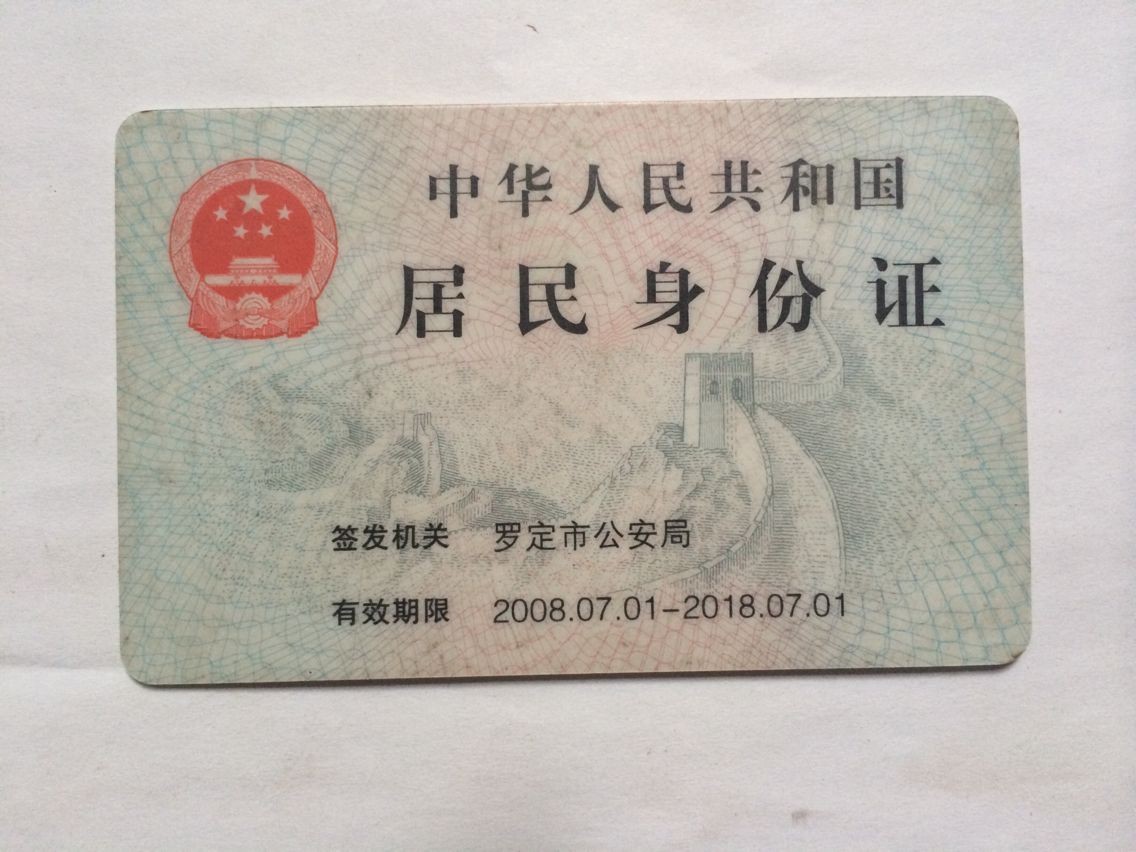 中华人民共和国
居民身份证
签发机关 罗定市公安局
有效期限 2008.07.01-2018.07.01